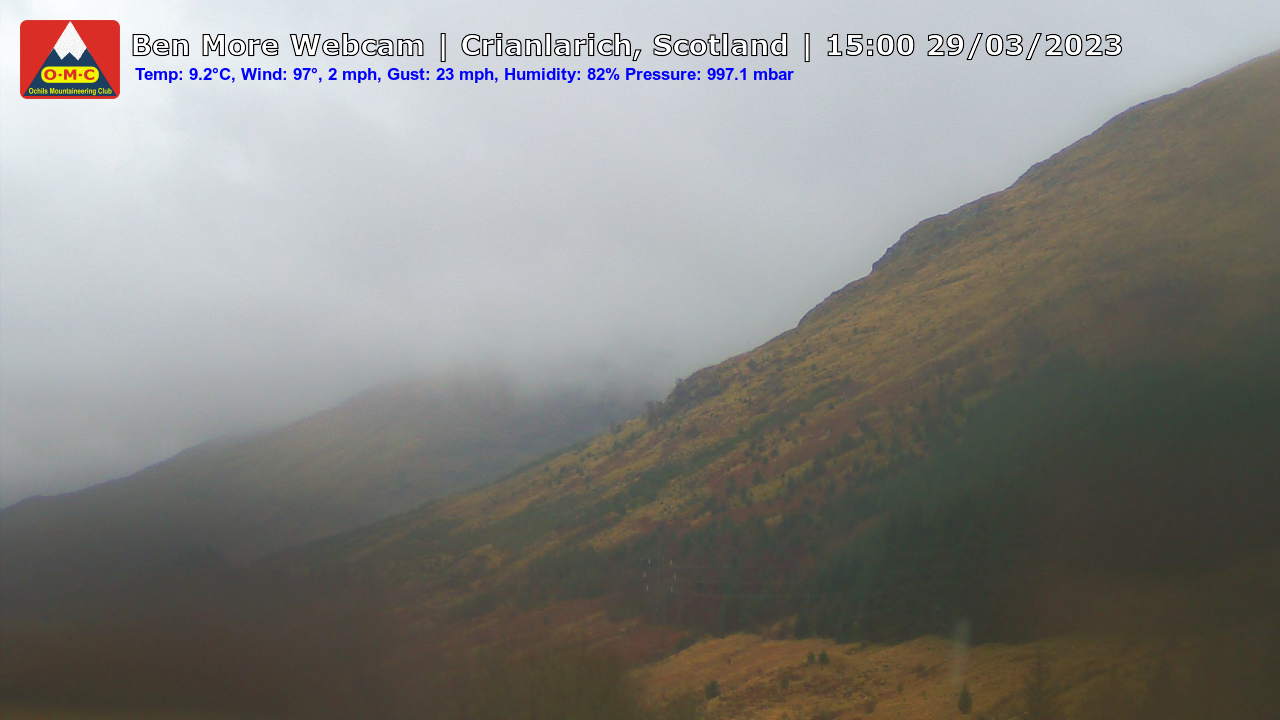 Ben More Webcam | Crianlarich, Scotland | 15:00 29/03/2023
Temp: 9.2°C, Wind: 97°, 2 mph, Gust: 23 mph, Humidity: 82% Pressure: 997.1 mbar
O·M·C
Ochils Mountaineering Club